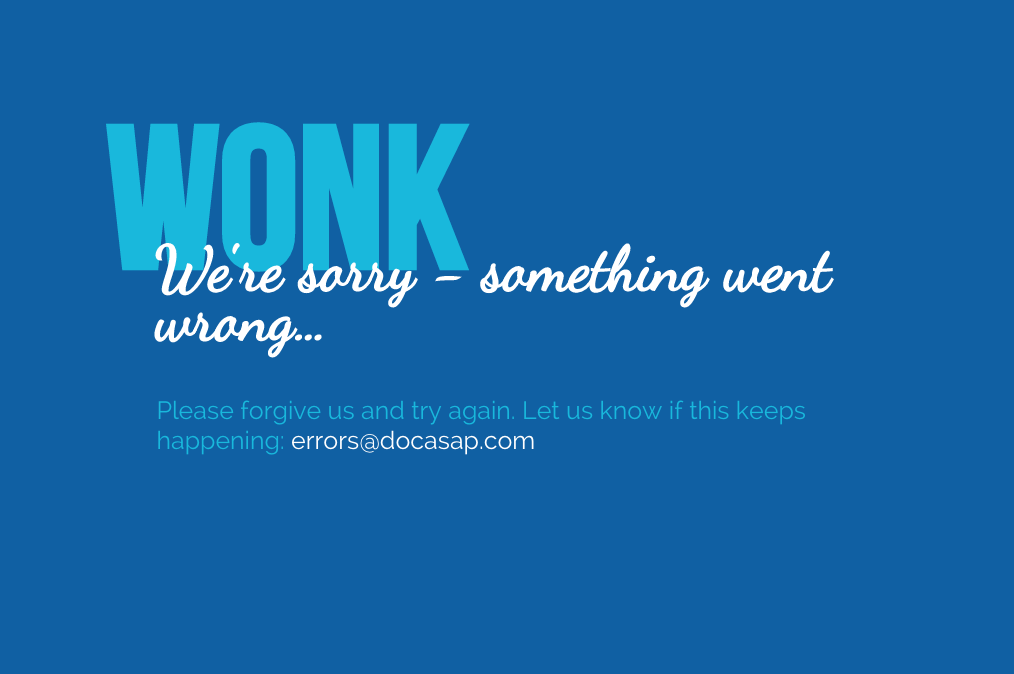 WONK
We're sorry – something went
wrong...
Please forgive us and try again. Let us know if this keeps
happening: errors@docasap.com